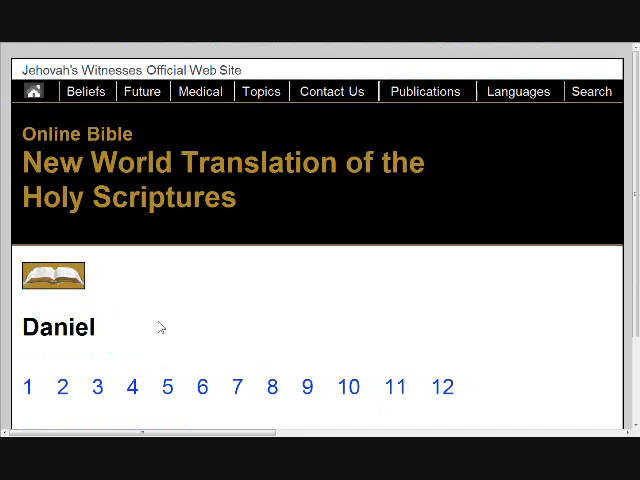 Jehovah's Witnesses Official Web Site
Beliefs Future Medical Topics Contact Us Publications Languages Search
Online Bible
New World Translation of the
Holy Scriptures
Daniel
1 2 3 4 5 6 7 8 9 10 11 12